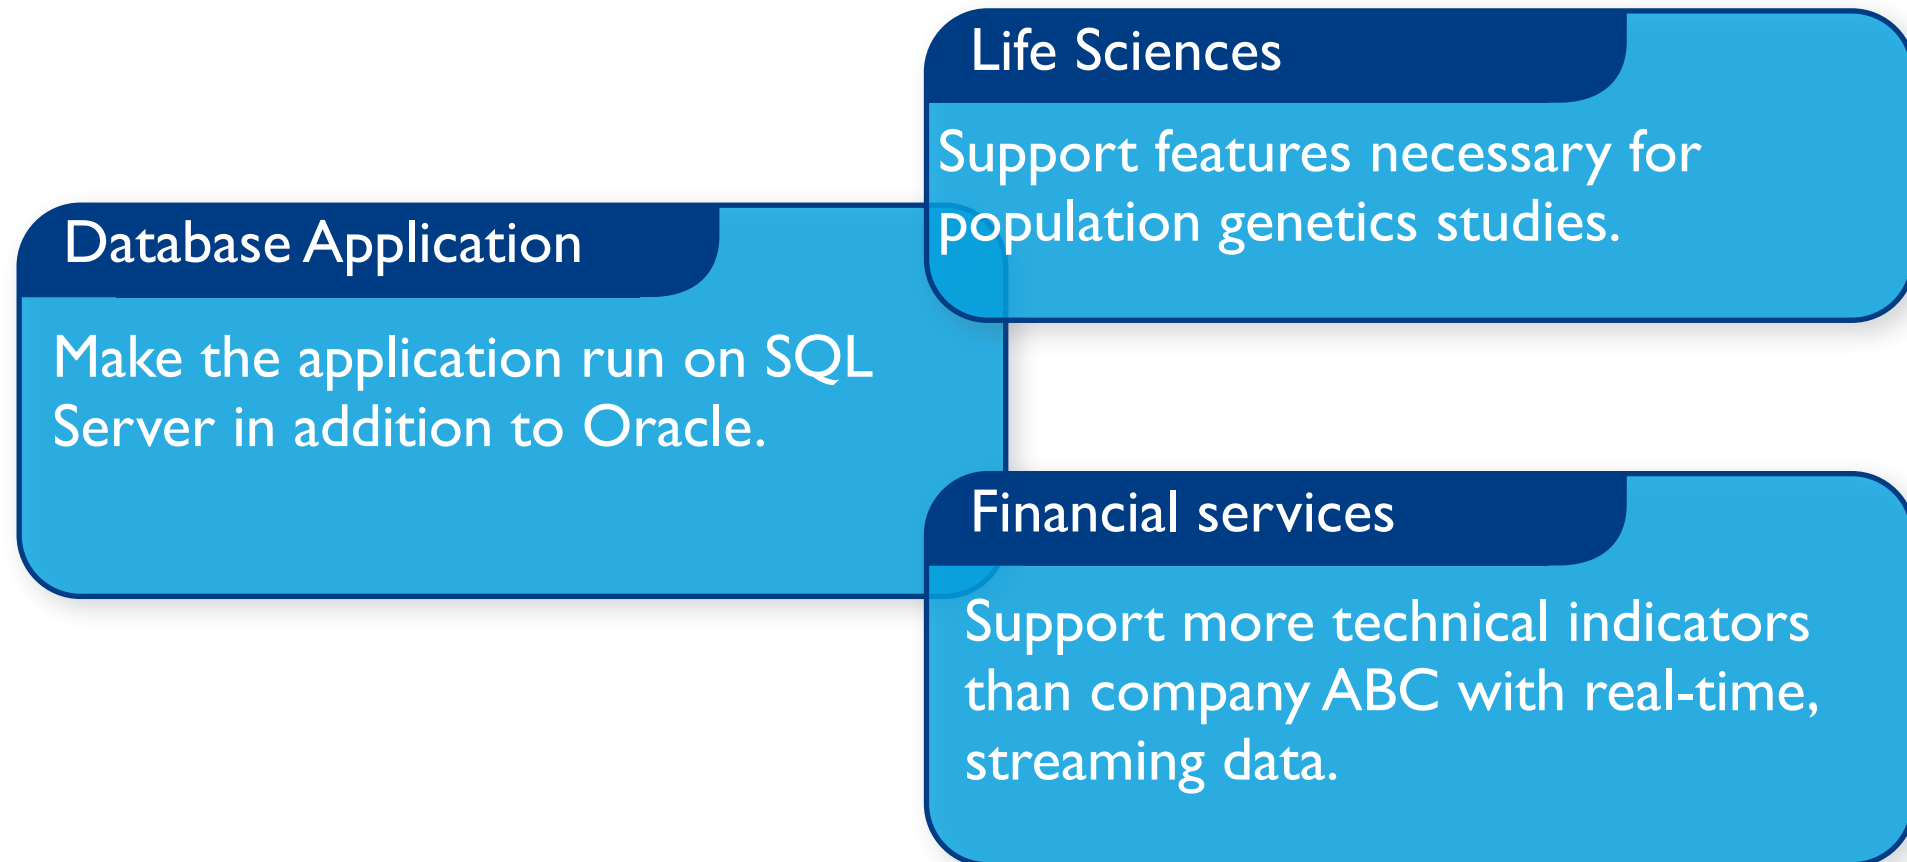 Life Sciences
Support features necessary for
population genetics studies.
Database Application
Make the application run on SQL
Server in addition to Oracle.
Financial services
Support more technical indicators
than company ABC with real-time,
streaming data.